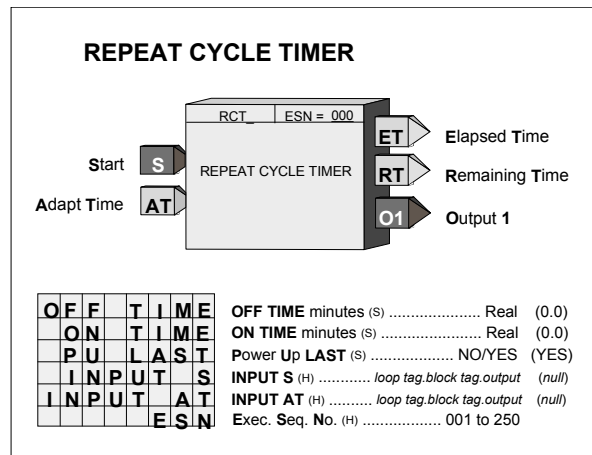 REPEAT CYCLE TIMER
RCT_ ESN = 000
REPEAT CYCLE TIMER
Start S
Adapt Time AT
ET Elapsed Time
RT Remaining Time
O1 Output 1
OFF TIME OFF TIME minutes (S) ...................... Real (0.0)
ON TIME ON TIME minutes (S) ....................... Real (0.0)
PU LAST Power Up LAST (S) ................... NO/YES (YES)
INPUT S INPUT S (H) ............ loop tag.block tag.output (null)
INPUT AT INPUT AT (H) .......... loop tag.block tag.output (null)
ESN Exec. Seq. No. (H) .................. 001 to 250